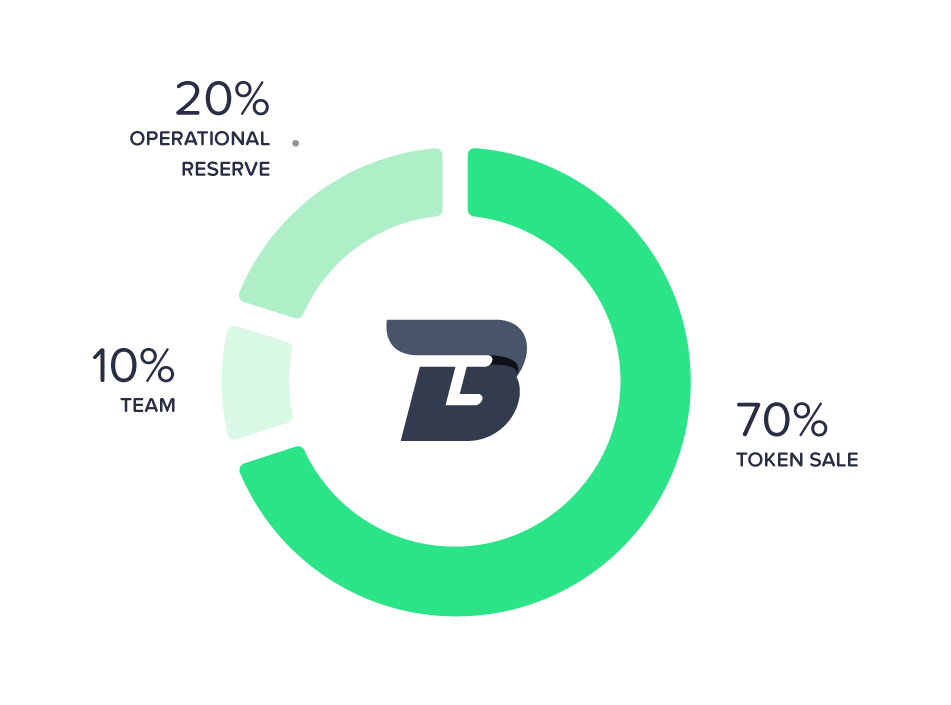 20%
OPERATIONAL
RESERVE
10%
TEAM
70%
TOKEN SALE